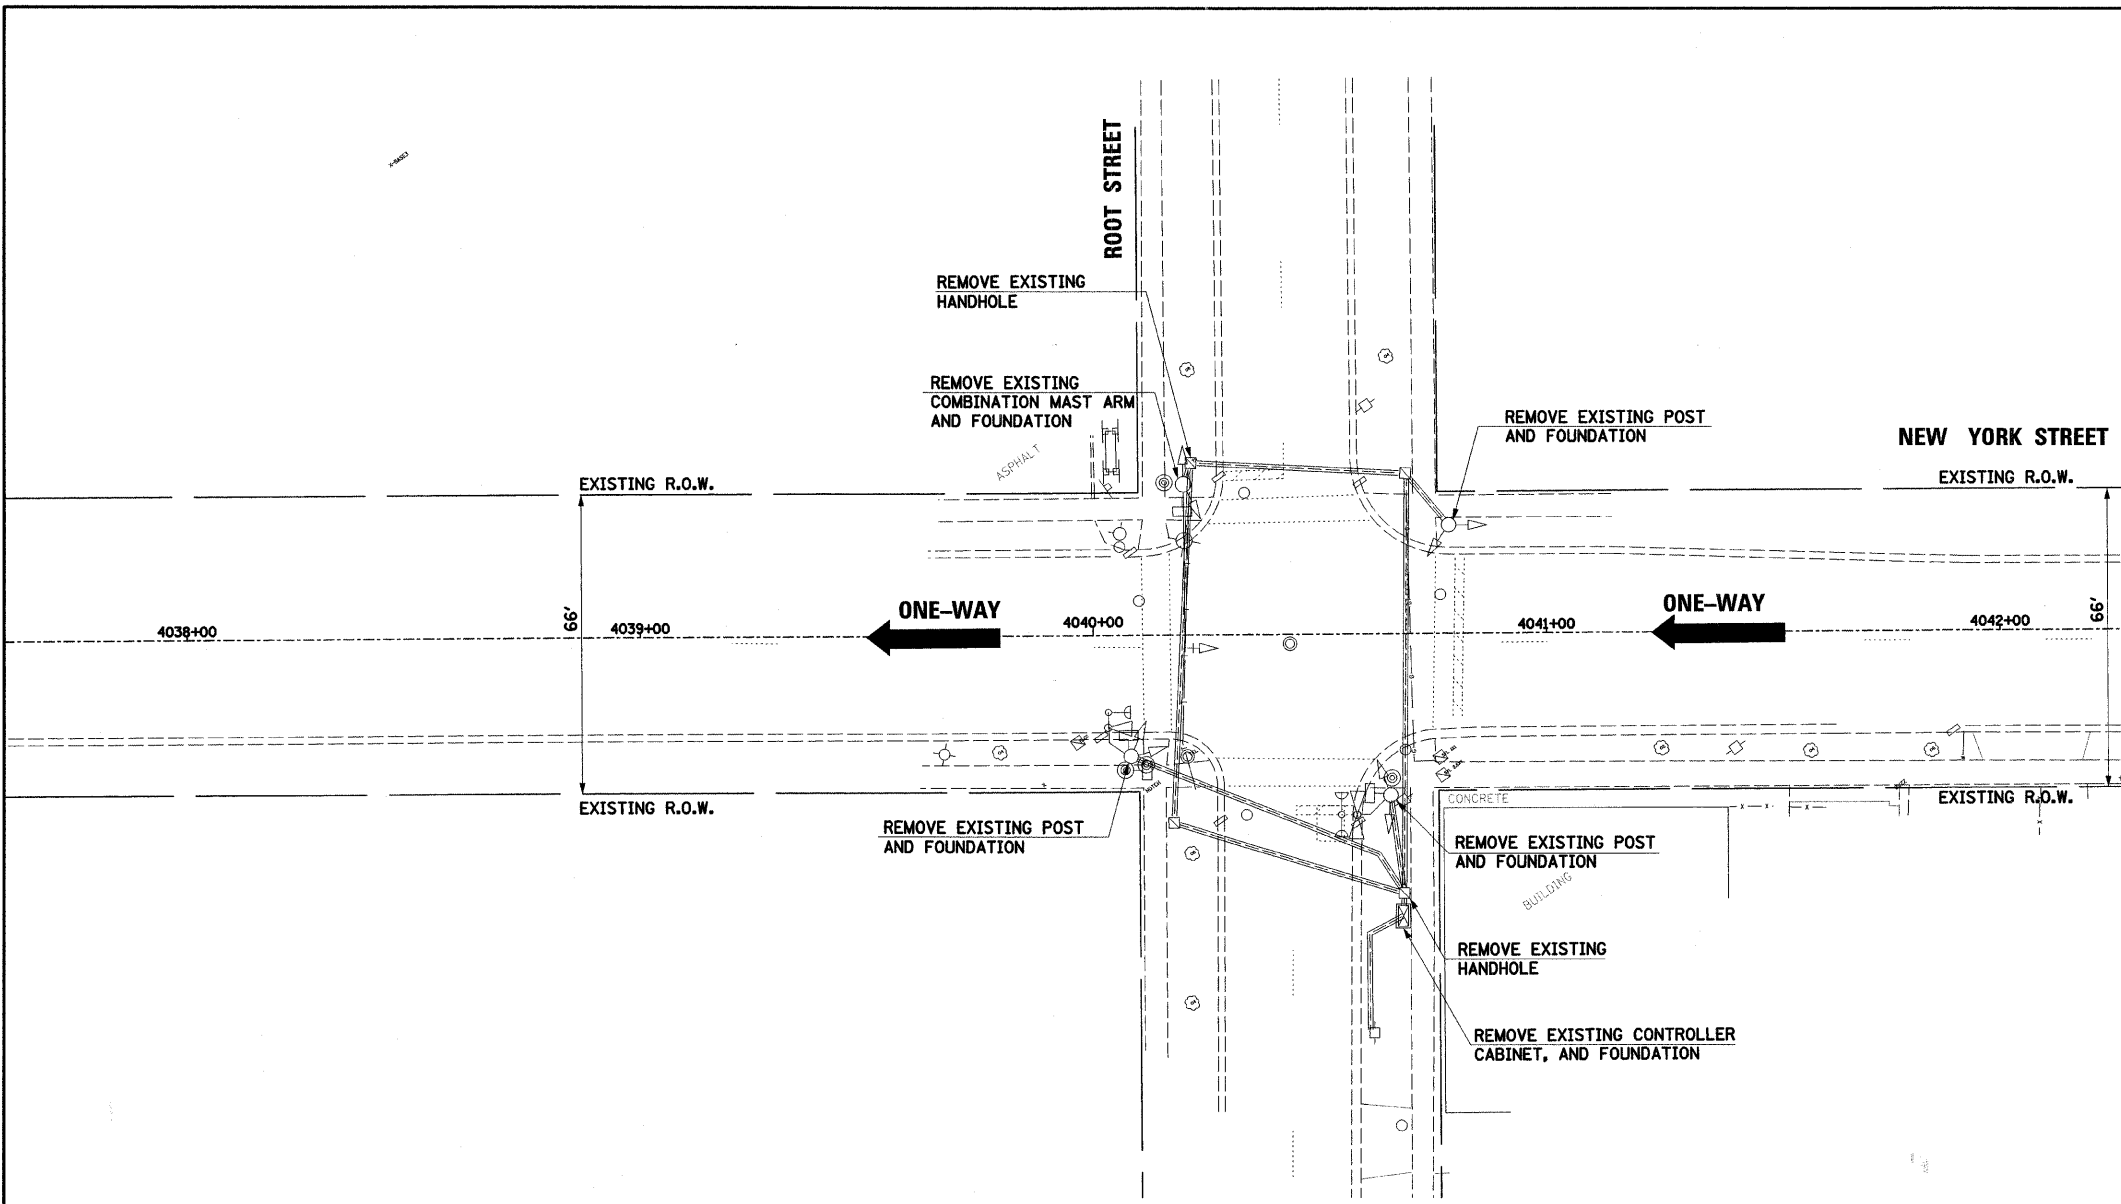 X-BASE3
ROOT STREET
REMOVE EXISTING
HANDHOLE
REMOVE EXISTING
COMBINATION MAST ARM
AND FOUNDATION
REMOVE EXISTING POST
AND FOUNDATION
NEW YORK STREET
ASPHALT
EXISTING R.O.W.
EXISTING R.O.W.
66'
ONE-WAY
ONE-WAY
66'
4038+00
4039+00
4040+00
4041+00
4042+00
EXISTING R.O.W.
CONCRETE
EXISTING R.O.W.
REMOVE EXISTING POST
AND FOUNDATION
REMOVE EXISTING POST
AND FOUNDATION
BUILDING
REMOVE EXISTING
HANDHOLE
REMOVE EXISTING CONTROLLER
CABINET, AND FOUNDATION